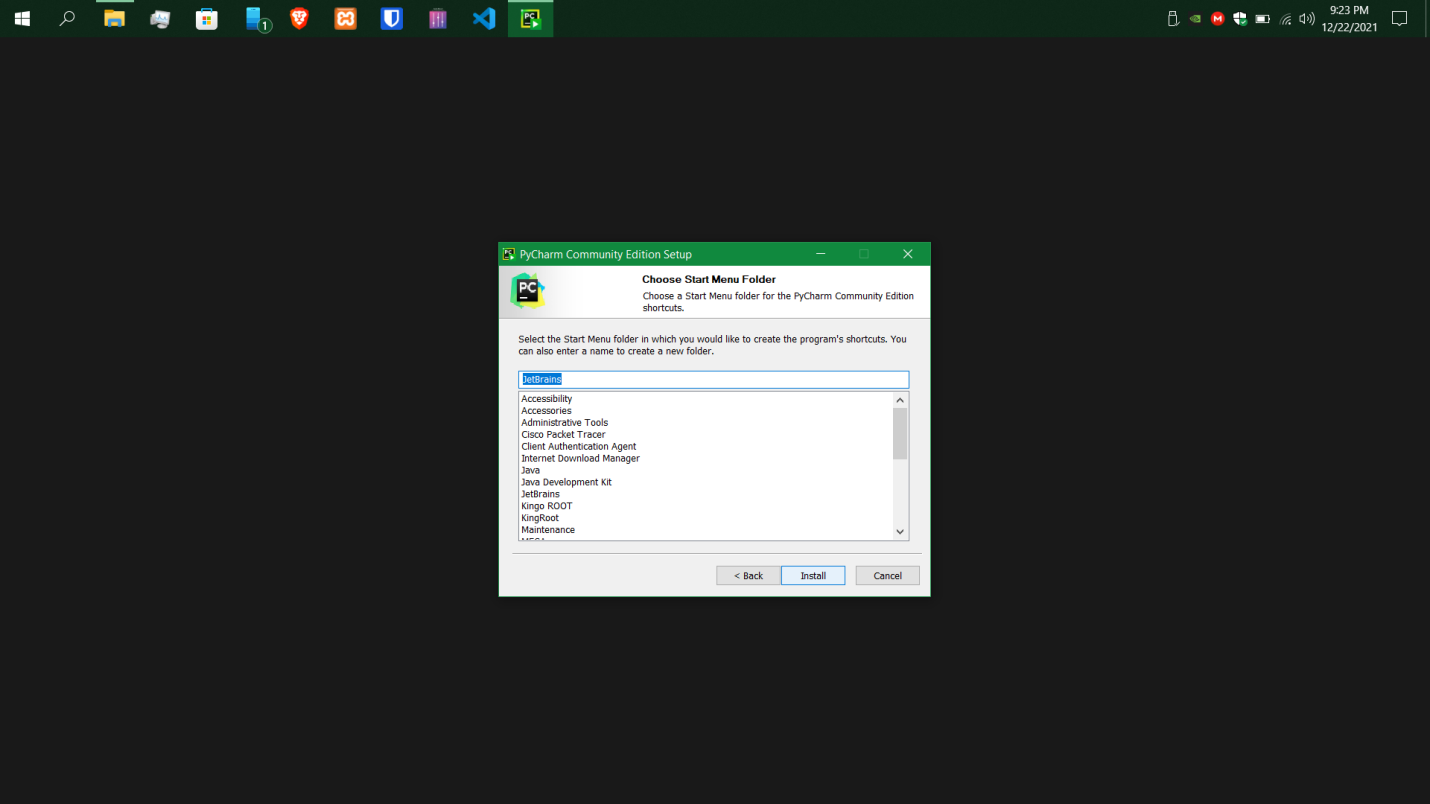 1
9:23 PM
12/22/2021
PC
PyCharm Community Edition Setup
PC
Choose Start Menu Folder
Choose a Start Menu folder for the PyCharm Community Edition
shortcuts.
Select the Start Menu folder in which you would like to create the program's shortcuts. You
can also enter a name to create a new folder.
JetBrains
Accessibility
Accessories
Administrative Tools
Cisco Packet Tracer
Client Authentication Agent
Internet Download Manager
Java
Java Development Kit
JetBrains
Kingo ROOT
KingRoot
Maintenance
< Back
Install
Cancel